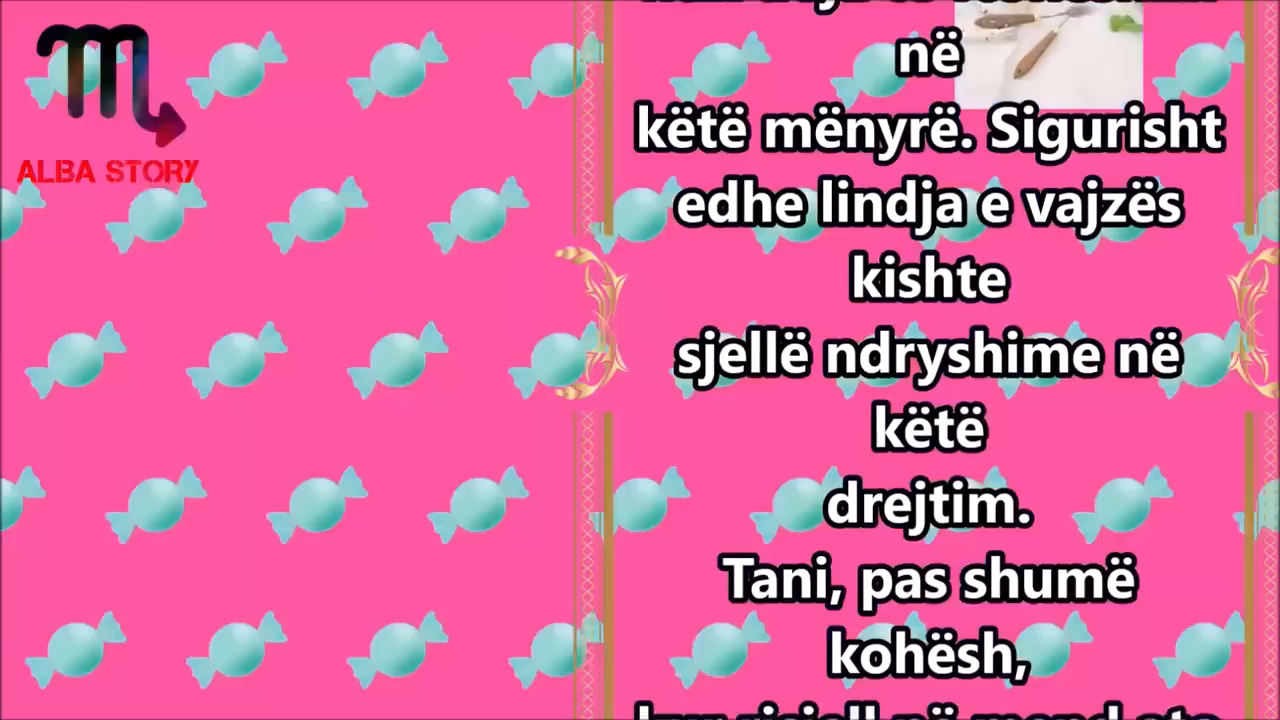 ALBA STORY
në
këtë mënyrë. Sigurisht
edhe lindja e vajzës
kishte
sjellë ndryshime në
këtë
drejtim.
Tani, pas shumë
kohësh,